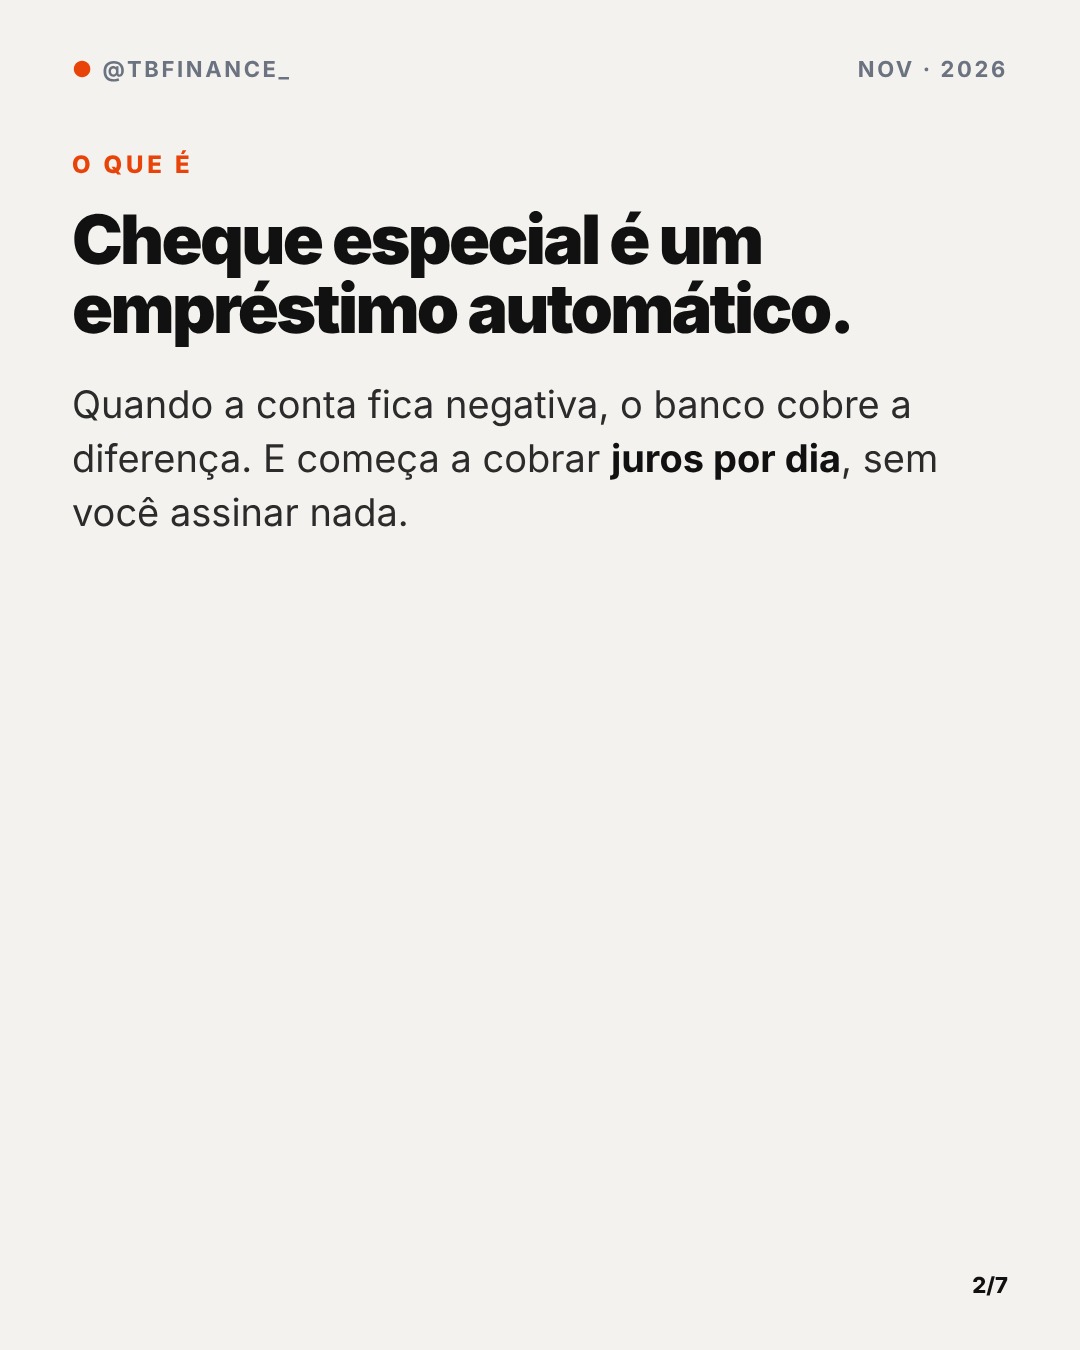 @TBFINANCE_
NOV · 2026
O QUE É
Cheque especial é um
empréstimo automático.
Quando a conta fica negativa, o banco cobre a
diferença. E começa a cobrar juros por dia, sem
você assinar nada.
2/7